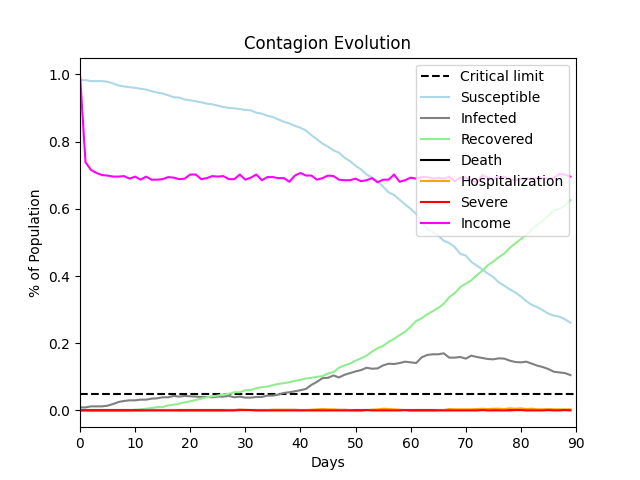 Contagion Evolution
1.0
0.8
0.6
0.4
0.2
0.0
% of Population
Critical limit
Susceptible
Infected
Recovered
Death
Hospitalization
Severe
Income
0 10 20 30 40 50 60 70 80 90
Days